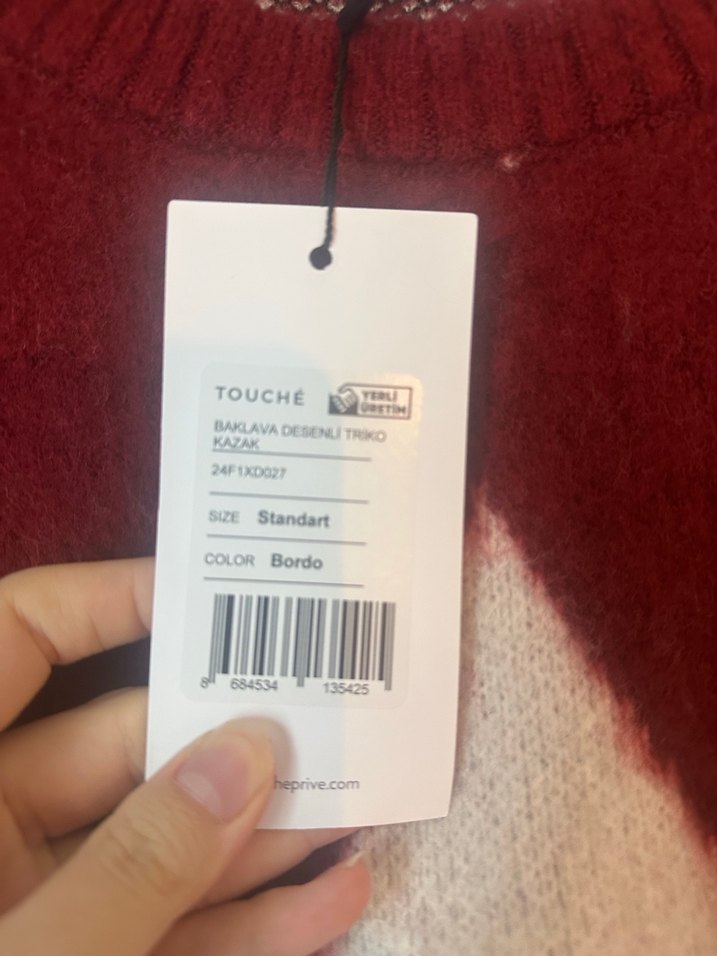 TOUCHÉ
YERLİ
ÜRETİM
BAKLAVA DESENLİ TRİKO
KAZAK
24F1XD027
SIZE Standart
COLOR Bordo
8 684534 135425
heprive.com